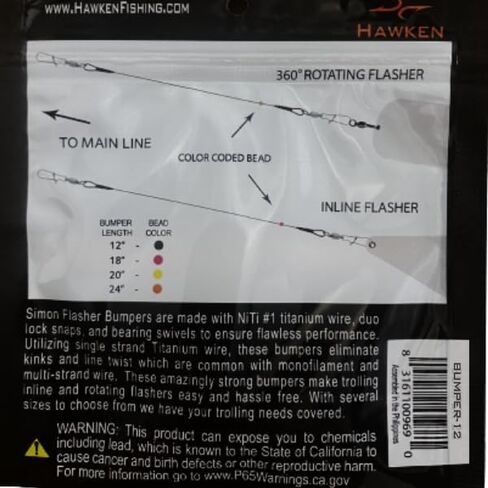 www.HawkenFishing.com
Hawken
360° ROTATING FLASHER
TO MAIN LINE
COLOR CODED BEAD
INLINE FLASHER
BUMPER LENGTH - BEAD COLOR
12" -
18" -
20" -
24" -
Simon Flasher Bumpers are made with NiTi #1 titanium wire, duo
lock snaps, and bearing swivels to ensure flawless performance.
Utilizing single strand Titanium wire, these bumpers eliminate
kinks and line twist which are common with monofilament and
multi-strand wire. These amazingly strong bumpers make trolling
inline and rotating flashers easy and hassle free. With several
sizes to choose from we have your trolling needs covered.
WARNING: This product can expose you to chemicals
including lead, which is known to the State of California to
cause cancer and birth defects or other reproductive harm.
For more information go to www.P65Warnings.ca.gov
BUMPER-12
8 31611 00969 0
Assembled in the Philippines